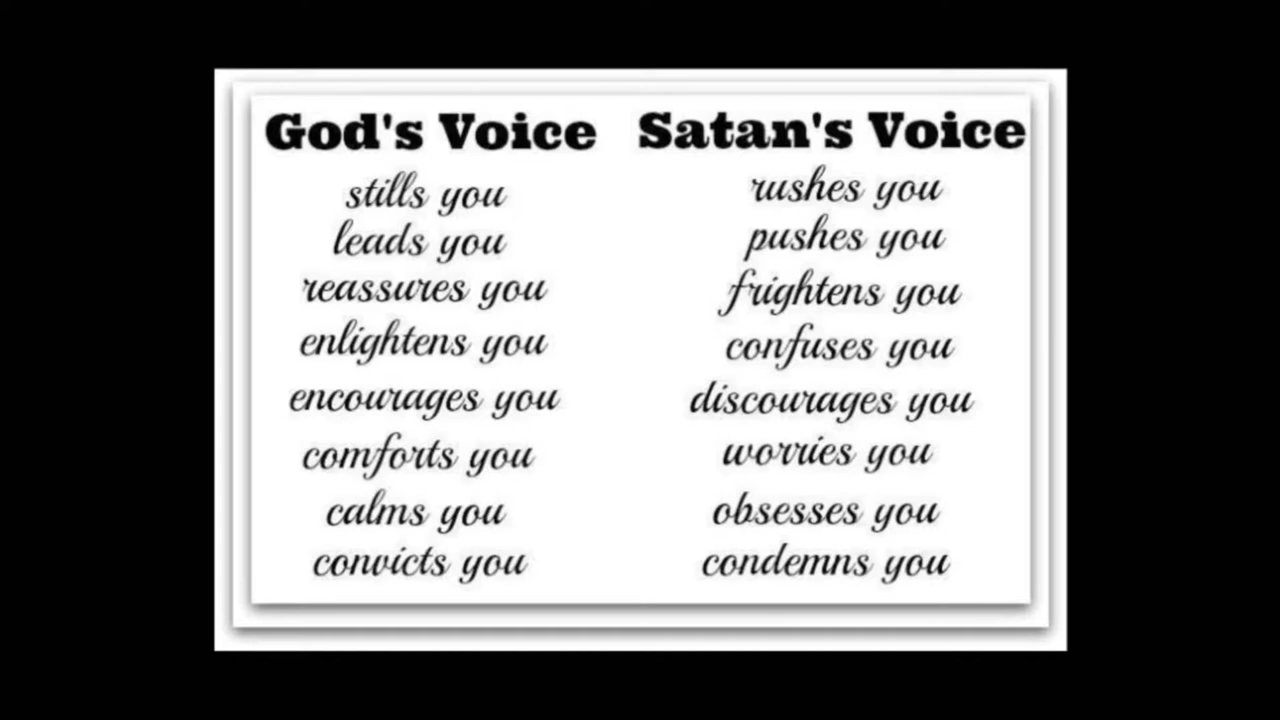 God's Voice
stills you
leads you
reassures you
enlightens you
encourages you
comforts you
calms you
convicts you
Satan's Voice
rushes you
pushes you
frightens you
confuses you
discourages you
worries you
obsesses you
condemns you